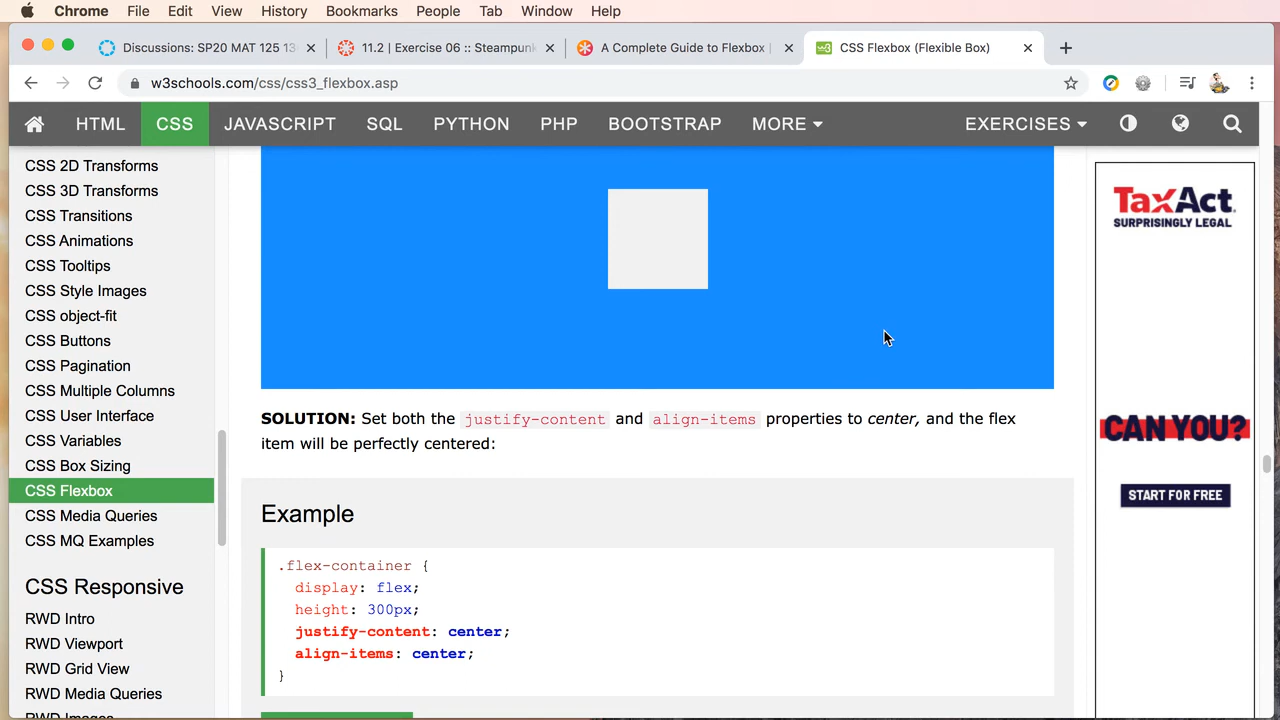 Chrome File Edit View History Bookmarks People Tab Window Help
Discussions: SP20 MAT 125 13
11.2 | Exercise 06 :: Steampunk
A Complete Guide to Flexbox |
CSS Flexbox (Flexible Box)
w3schools.com/css/css3_flexbox.asp
HTML CSS JAVASCRIPT SQL PYTHON PHP BOOTSTRAP MORE EXERCISES
CSS 2D Transforms
CSS 3D Transforms
CSS Transitions
CSS Animations
CSS Tooltips
CSS Style Images
CSS object-fit
CSS Buttons
CSS Pagination
CSS Multiple Columns
CSS User Interface
CSS Variables
CSS Box Sizing
CSS Flexbox
CSS Media Queries
CSS MQ Examples
CSS Responsive
RWD Intro
RWD Viewport
RWD Grid View
RWD Media Queries
RWD Images
SOLUTION: Set both the justify-content and align-items properties to center, and the flex
item will be perfectly centered:
Example
.flex-container {
display: flex;
height: 300px;
justify-content: center;
align-items: center;
}
TaxAct.
SURPRISINGLY LEGAL
CAN YOU?
START FOR FREE